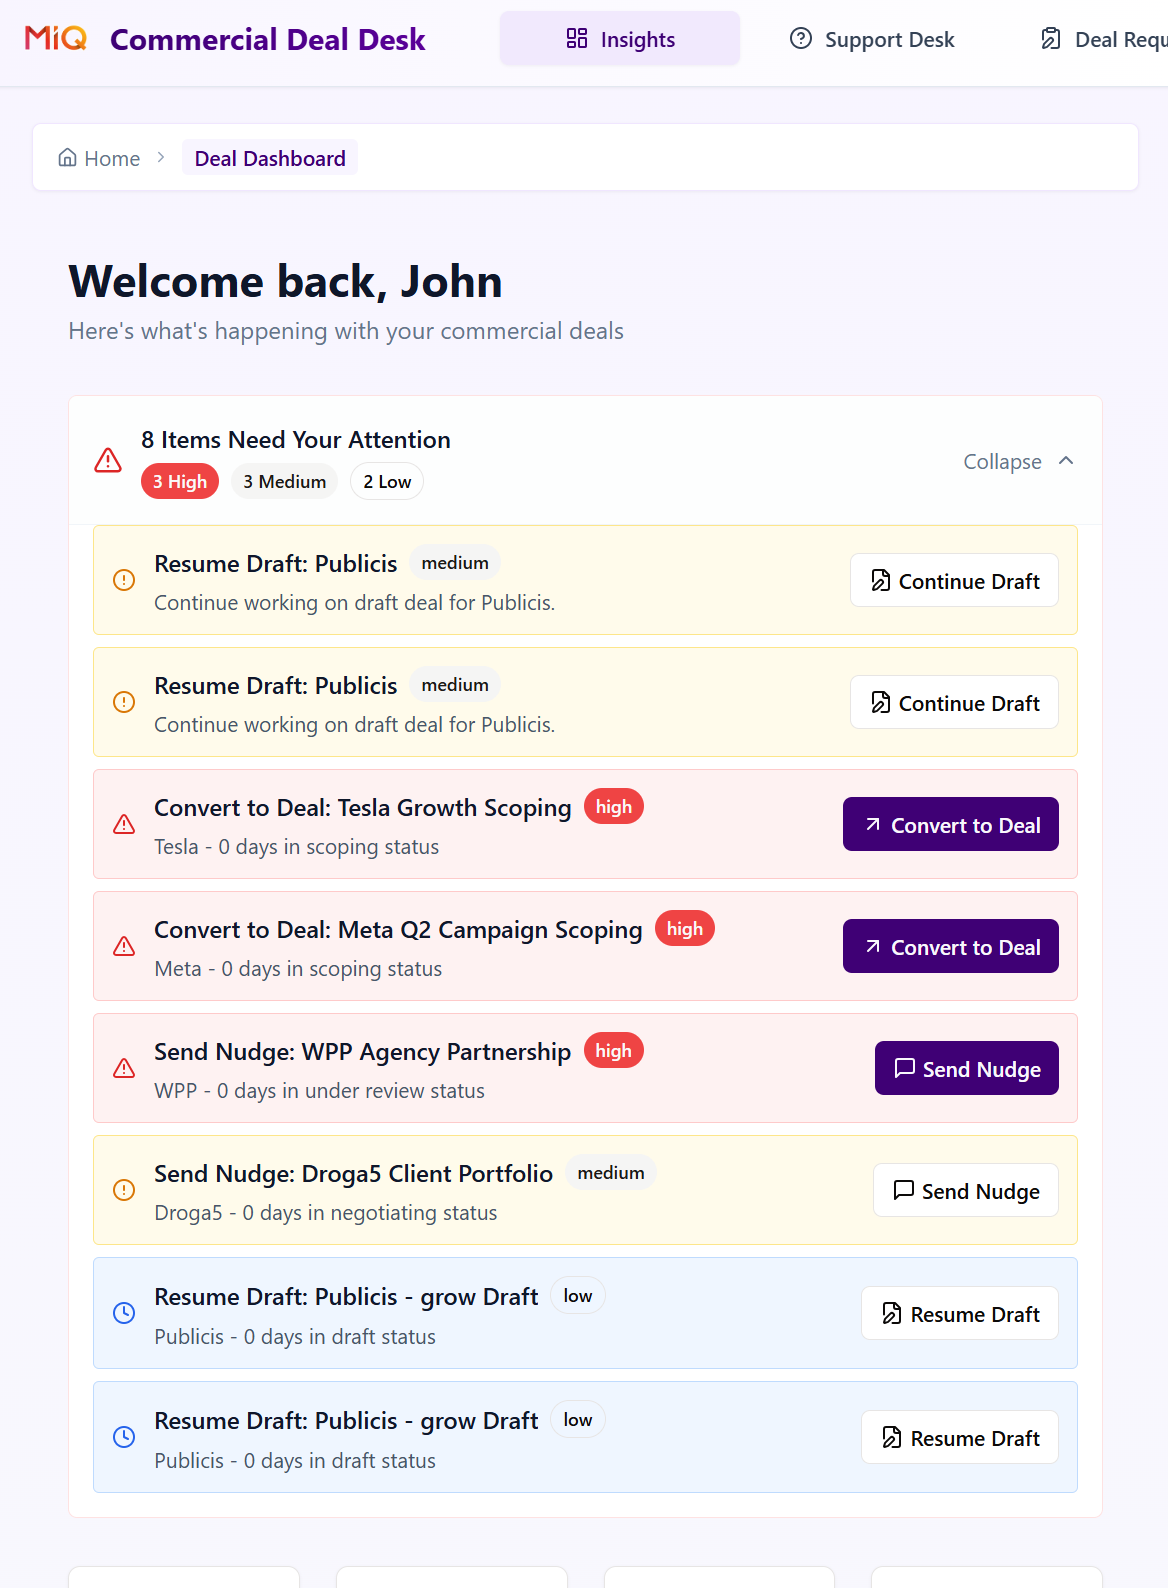 MiQ Commercial Deal Desk Insights Support Desk Deal Requ
Home > Deal Dashboard
Welcome back, John
Here's what's happening with your commercial deals
8 Items Need Your Attention
3 High 3 Medium 2 Low
Collapse
Resume Draft: Publicis medium
Continue working on draft deal for Publicis.
Continue Draft
Resume Draft: Publicis medium
Continue working on draft deal for Publicis.
Continue Draft
Convert to Deal: Tesla Growth Scoping high
Tesla - 0 days in scoping status
Convert to Deal
Convert to Deal: Meta Q2 Campaign Scoping high
Meta - 0 days in scoping status
Convert to Deal
Send Nudge: WPP Agency Partnership high
WPP - 0 days in under review status
Send Nudge
Send Nudge: Droga5 Client Portfolio medium
Droga5 - 0 days in negotiating status
Send Nudge
Resume Draft: Publicis - grow Draft low
Publicis - 0 days in draft status
Resume Draft
Resume Draft: Publicis - grow Draft low
Publicis - 0 days in draft status
Resume Draft